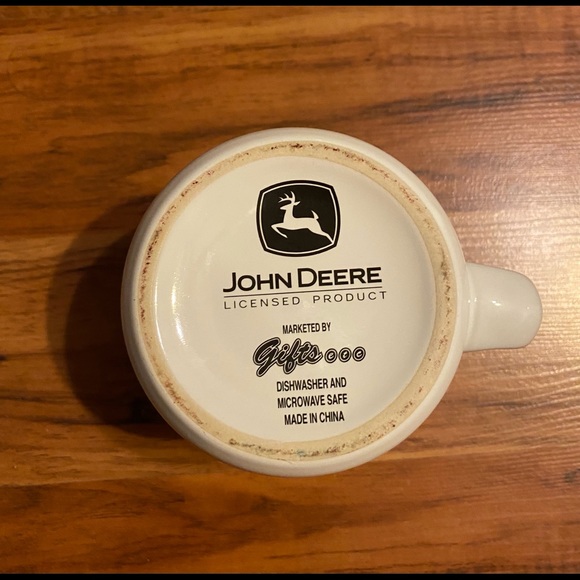 JOHN DEERE
LICENSED PRODUCT
MARKETED BY
Gifts
DISHWASHER AND
MICROWAVE SAFE
MADE IN CHINA